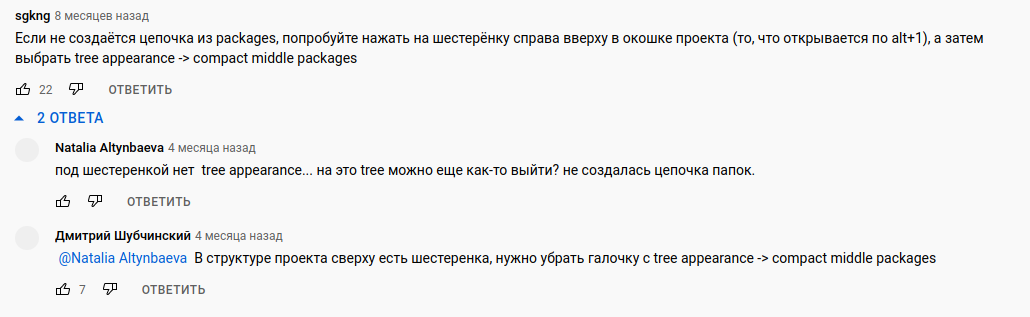 sgkng 8 месяцев назад
Если не создаётся цепочка из packages, попробуйте нажать на шестерёнку справа вверху в окошке проекта (то, что открывается по alt+1), а затем
выбрать tree appearance -> compact middle packages
22 ОТВЕТИТЬ
2 ОТВЕТА
Natalia Altynbaeva 4 месяца назад
под шестеренкой нет tree appearance... на это tree можно еще как-то выйти? не создалась цепочка папок.
ОТВЕТИТЬ
Дмитрий Шубчинский 4 месяца назад
@Natalia Altynbaeva В структуре проекта сверху есть шестеренка, нужно убрать галочку с tree appearance -> compact middle packages
7 ОТВЕТИТЬ